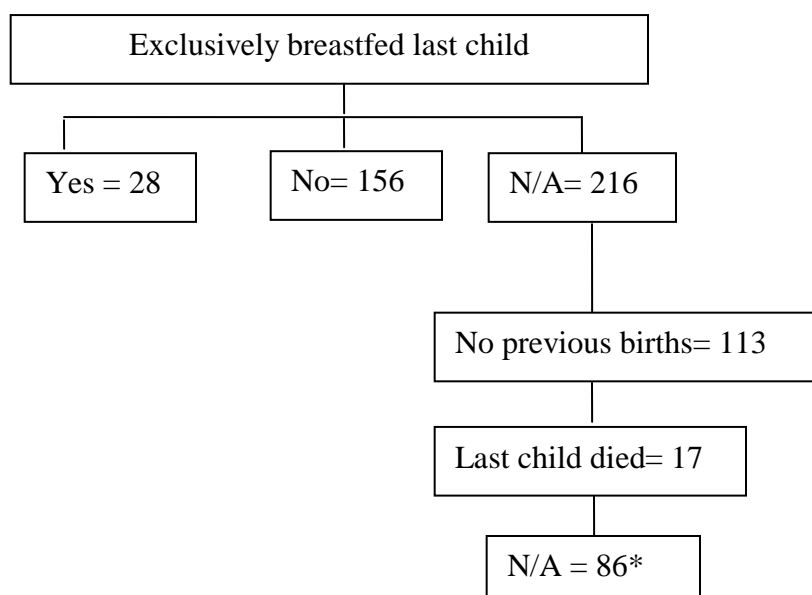 Exclusively breastfed last child
Yes = 28
No= 156
N/A= 216
No previous births= 113
Last child died= 17
N/A = 86*